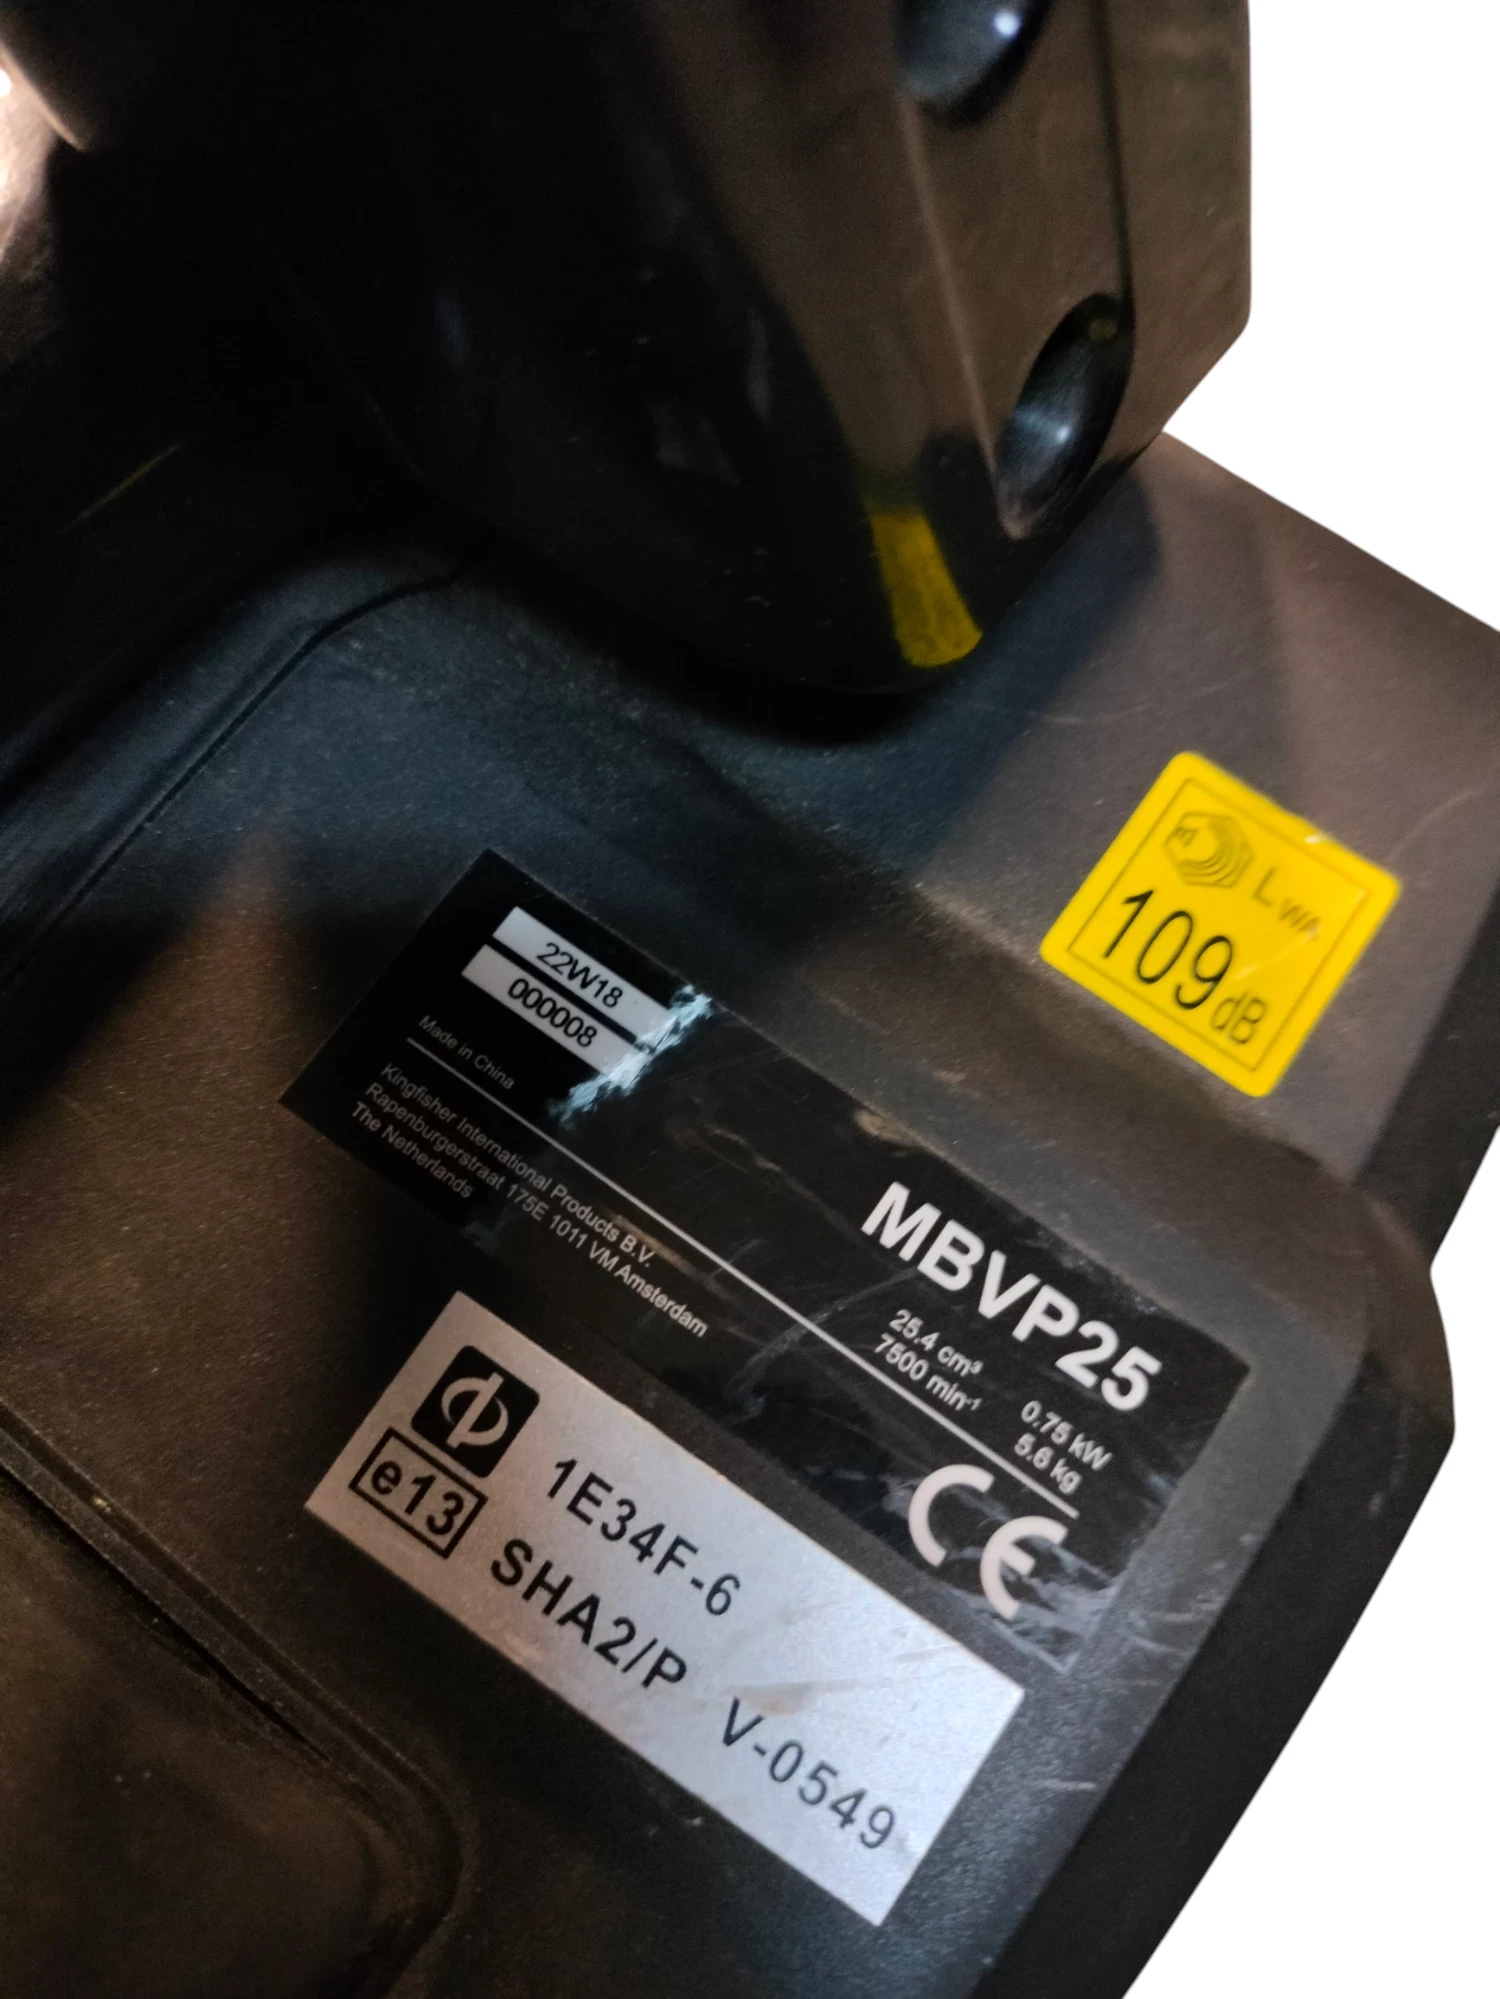 LWA
109dB
22W18
000008
Made in China
MBVP25
25.4 cm³ 0.75 kW
7500 min⁻¹ 5.6 kg
Kingfisher International Products B.V.
Rapenburgerstraat 175E 1011 VM Amsterdam
The Netherlands
CE
e13
1E34F-6
SHA2/P V-0549